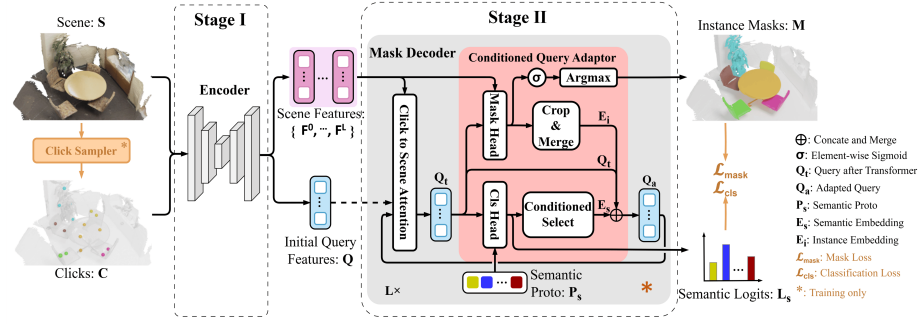 Stage I
Stage II
Scene: S
Click Sampler *
Clicks: C
Encoder
Scene Features:
{ F⁰, ···, Fᴸ }
Initial Query
Features: Q
Mask Decoder
Conditioned Query Adaptor
Click to Scene Attention
Qₜ
Mask Head
σ
Argmax
Crop
&
Merge
Eᵢ
Qₜ
Cls Head
Conditioned
Select
Eₛ
Qₐ
L×
Semantic
Proto: Pₛ
*
Instance Masks: M
ℒmask
ℒcls
Semantic Logits: Lₛ
⊕: Concate and Merge
σ: Element-wise Sigmoid
Qₜ: Query after Transformer
Qₐ: Adapted Query
Pₛ: Semantic Proto
Eₛ: Semantic Embedding
Eᵢ: Instance Embedding
ℒmask: Mask Loss
ℒcls: Classification Loss
*: Training only